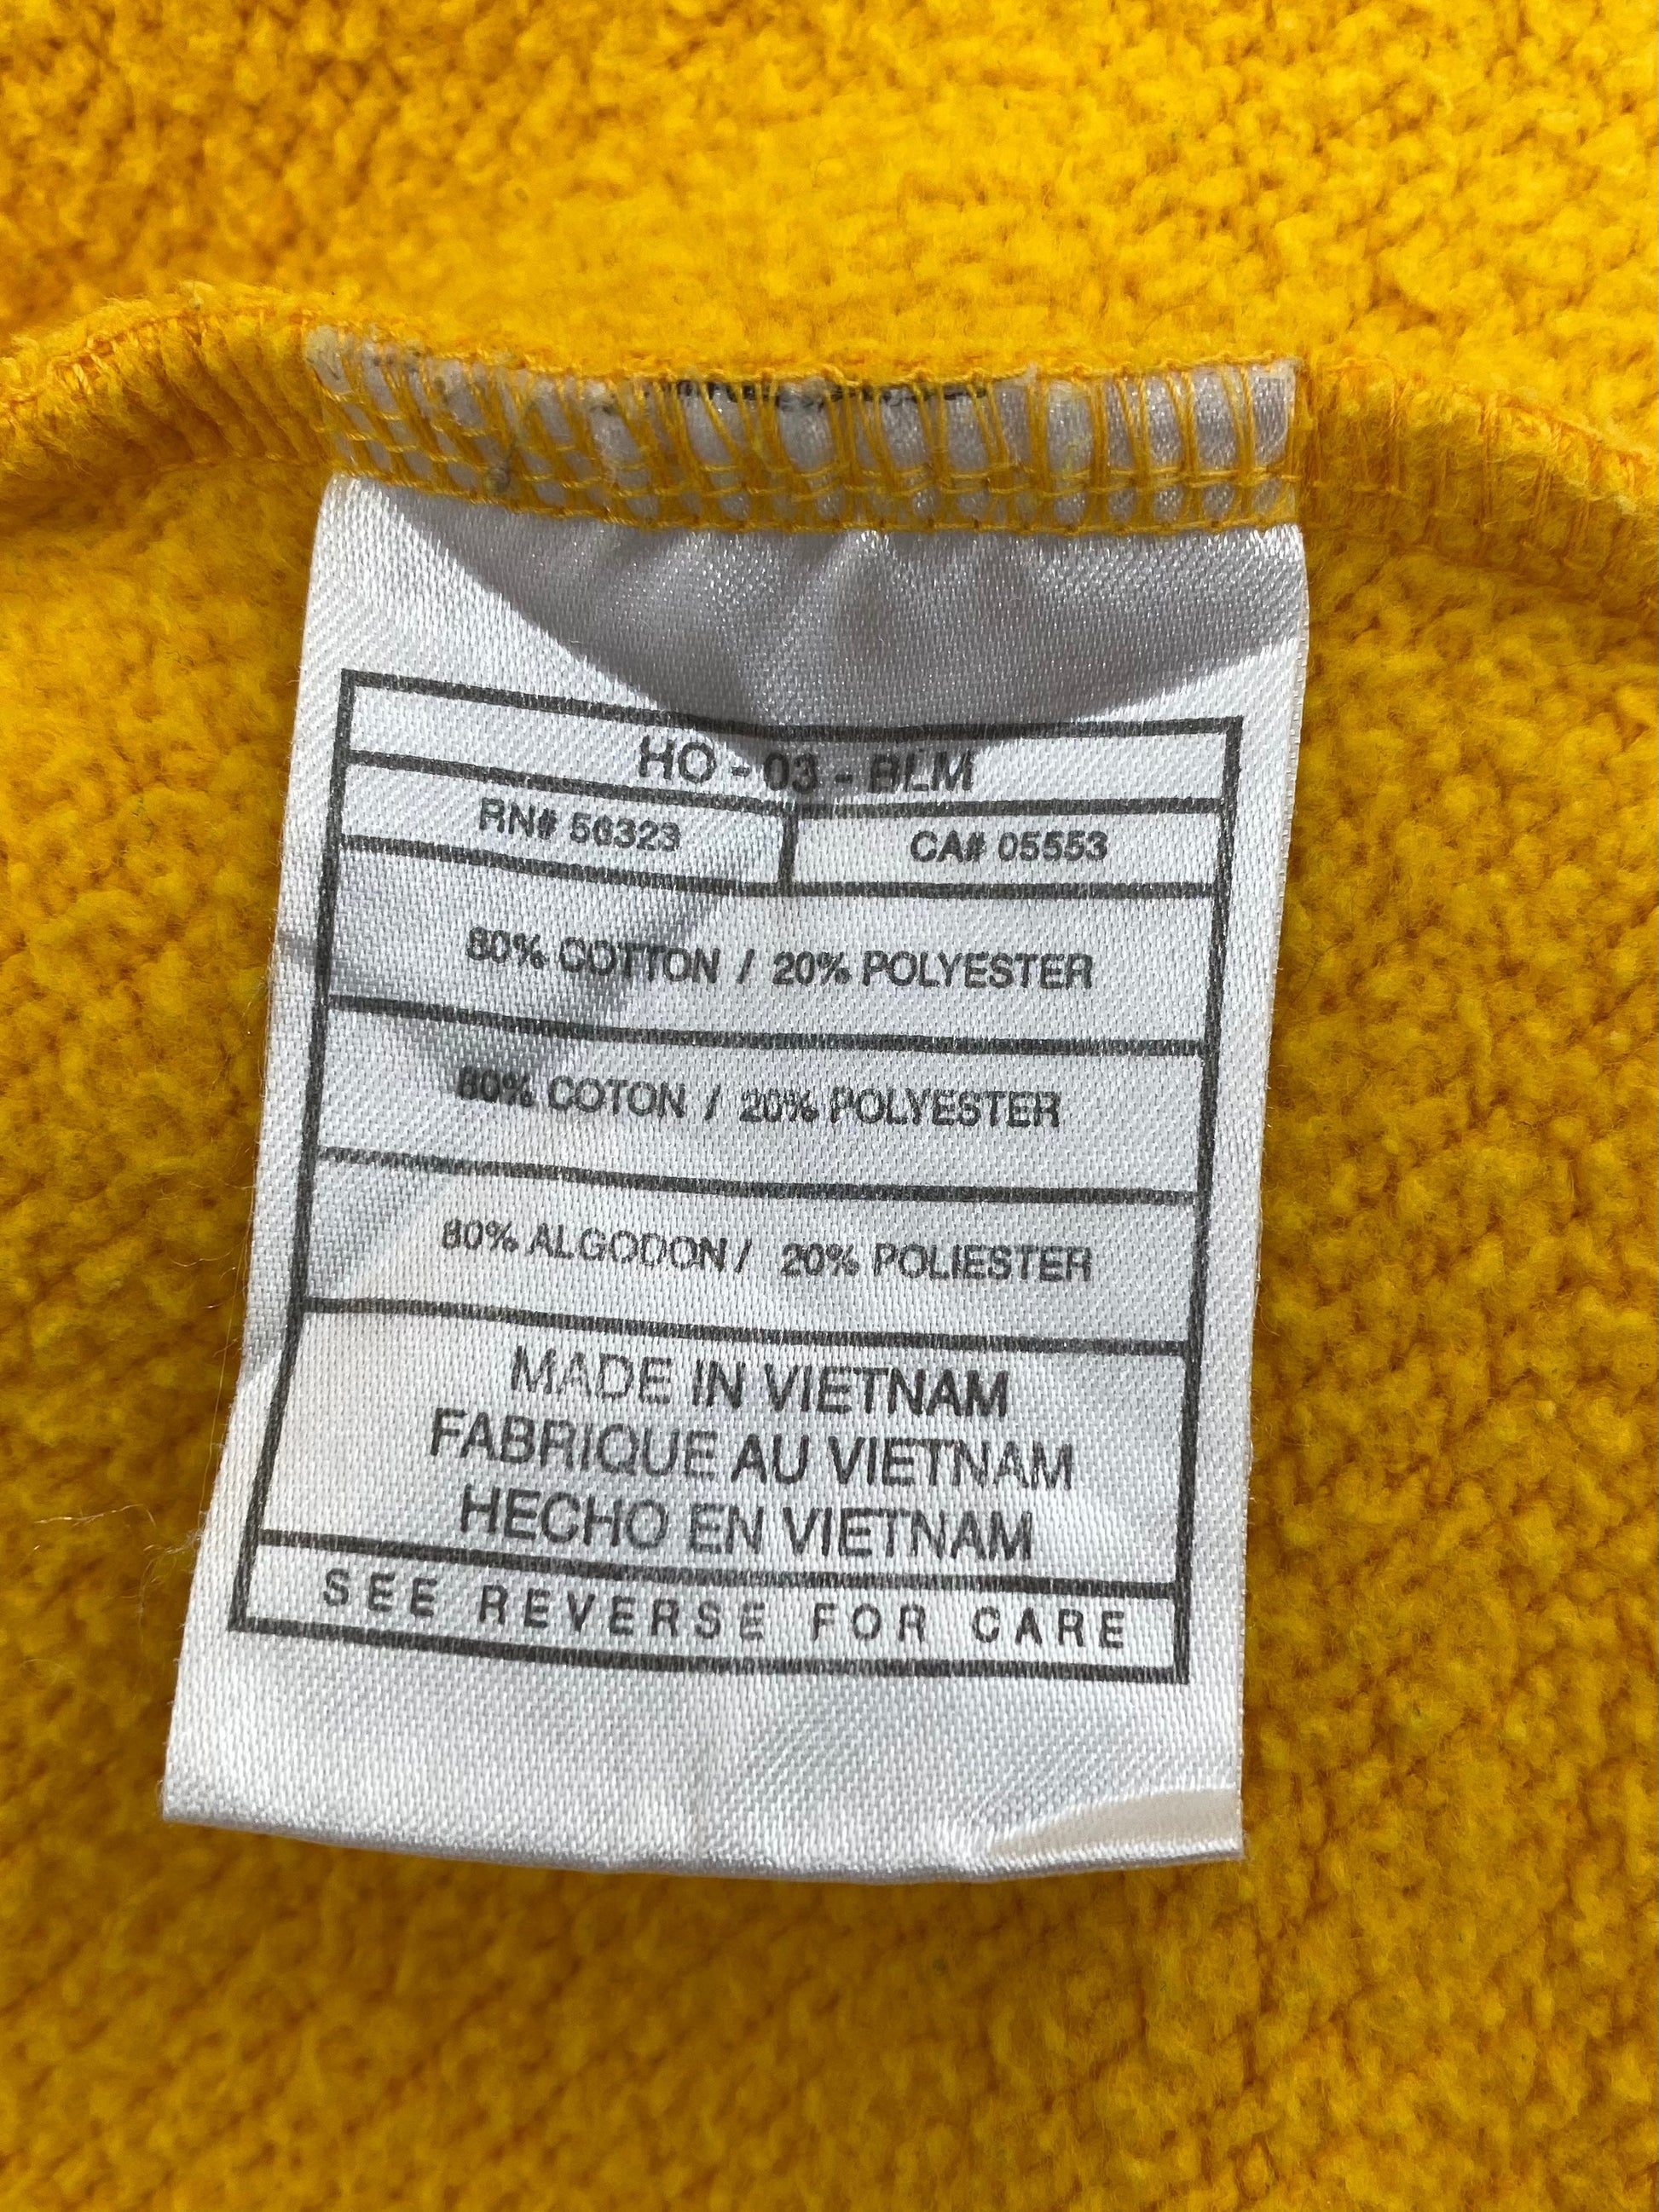 HO - 03 - BLM
RN# 56323 CA# 05553
80% COTTON / 20% POLYESTER
80% COTON / 20% POLYESTER
80% ALGODON / 20% POLIESTER
MADE IN VIETNAM
FABRIQUE AU VIETNAM
HECHO EN VIETNAM
SEE REVERSE FOR CARE